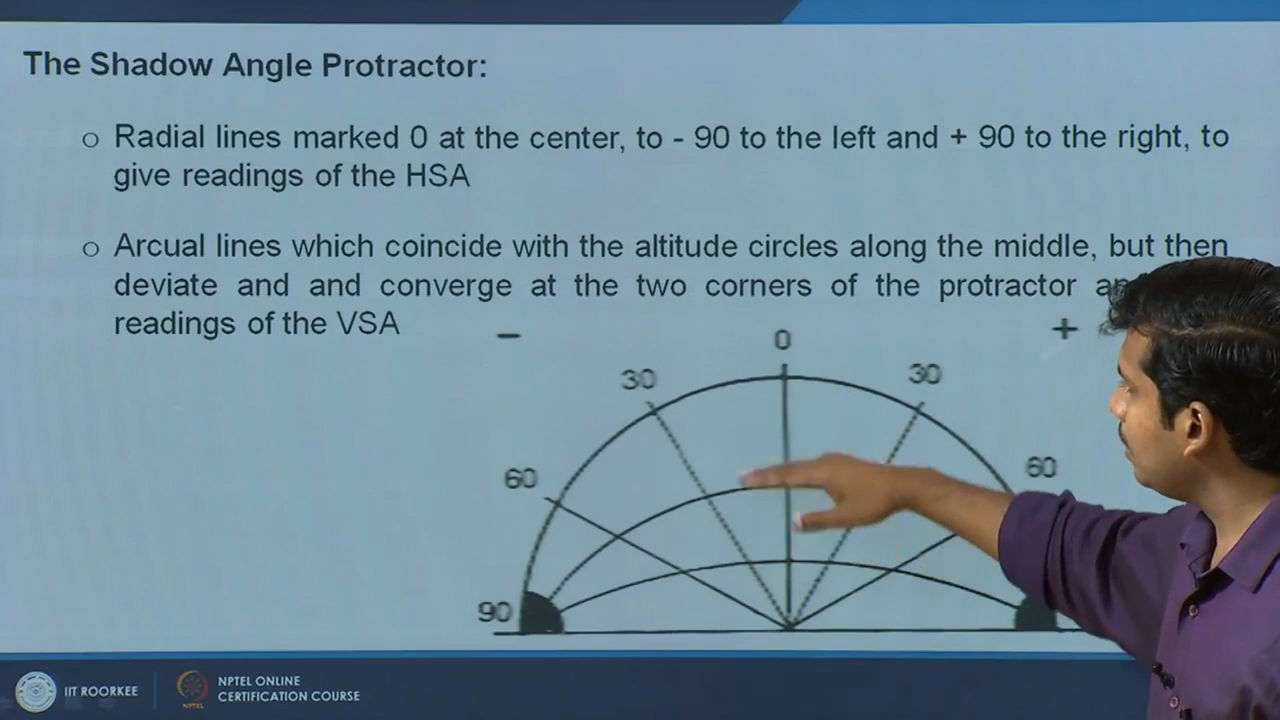 The Shadow Angle Protractor:
o Radial lines marked 0 at the center, to - 90 to the left and + 90 to the right, to
give readings of the HSA
o Arcual lines which coincide with the altitude circles along the middle, but then
deviate and and converge at the two corners of the protractor
readings of the VSA
- 0 +
30 30
60 60
90
IIT ROORKEE
NPTEL ONLINE
CERTIFICATION COURSE
NPTEL